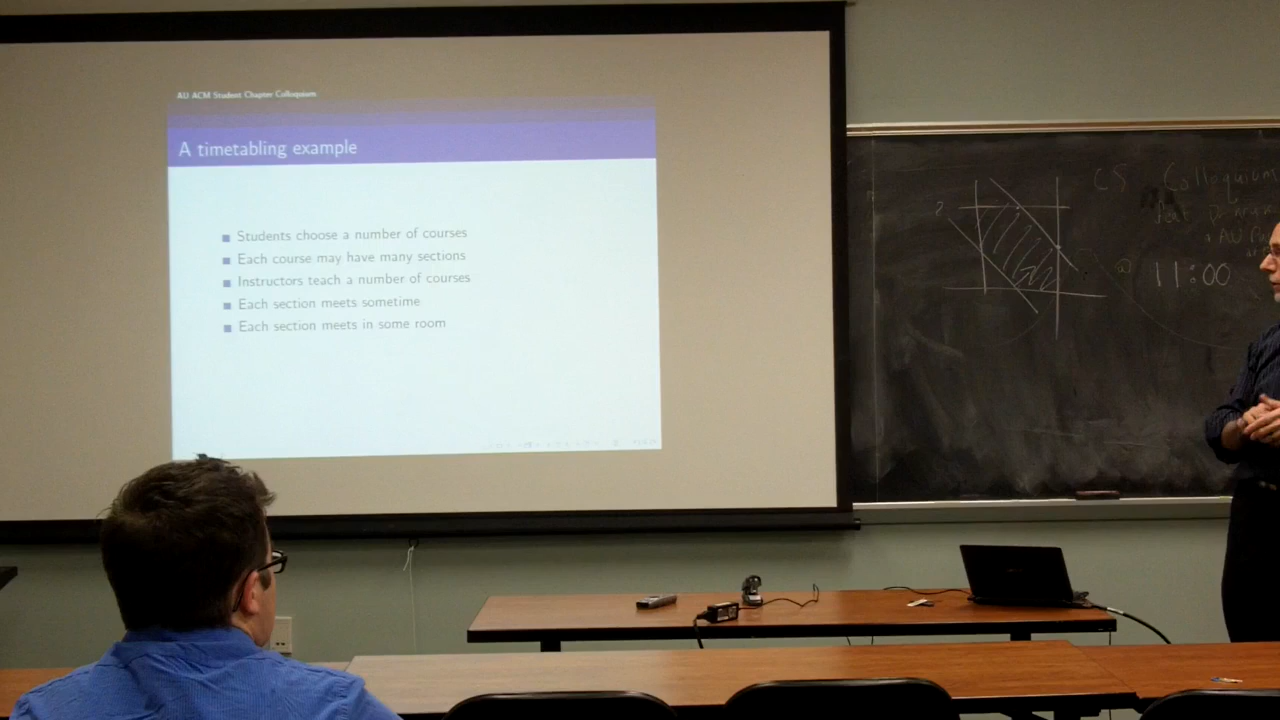 AU ACM Student Chapter Colloquium
A timetabling example
Students choose a number of courses
Each course may have many sections
Instructors teach a number of courses
Each section meets sometime
Each section meets in some room
CS Colloquium
?
@ 11:00